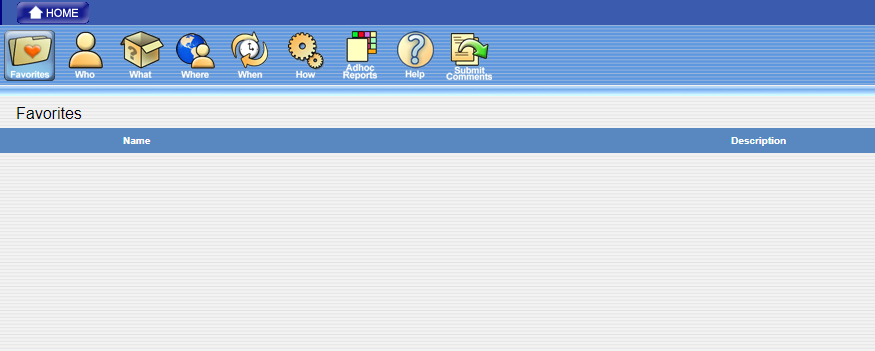 HOME
Favorites
Who
What
Where
When
How
Adhoc
Reports
Help
Submit
Comments
Favorites
Name
Description